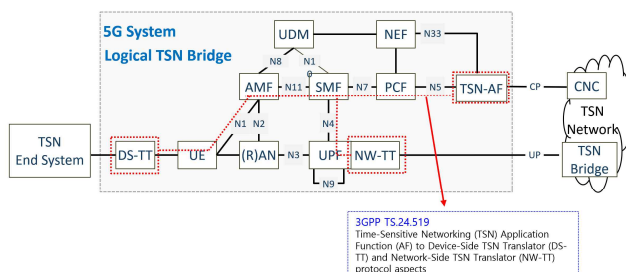 5G System
Logical TSN Bridge
UDM
NEF
N33
N8
N1
0
AMF
N11
SMF
N7
PCF
N5
TSN-AF
CP
CNC
TSN
Network
N1
N2
N4
TSN
End System
DS-TT
UE
(R)AN
N3
UPF
NW-TT
UP
TSN
Bridge
N9
3GPP TS.24.519
Time-Sensitive Networking (TSN) Application
Function (AF) to Device-Side TSN Translator (DS-
TT) and Network-Side TSN Translator (NW-TT)
protocol aspects